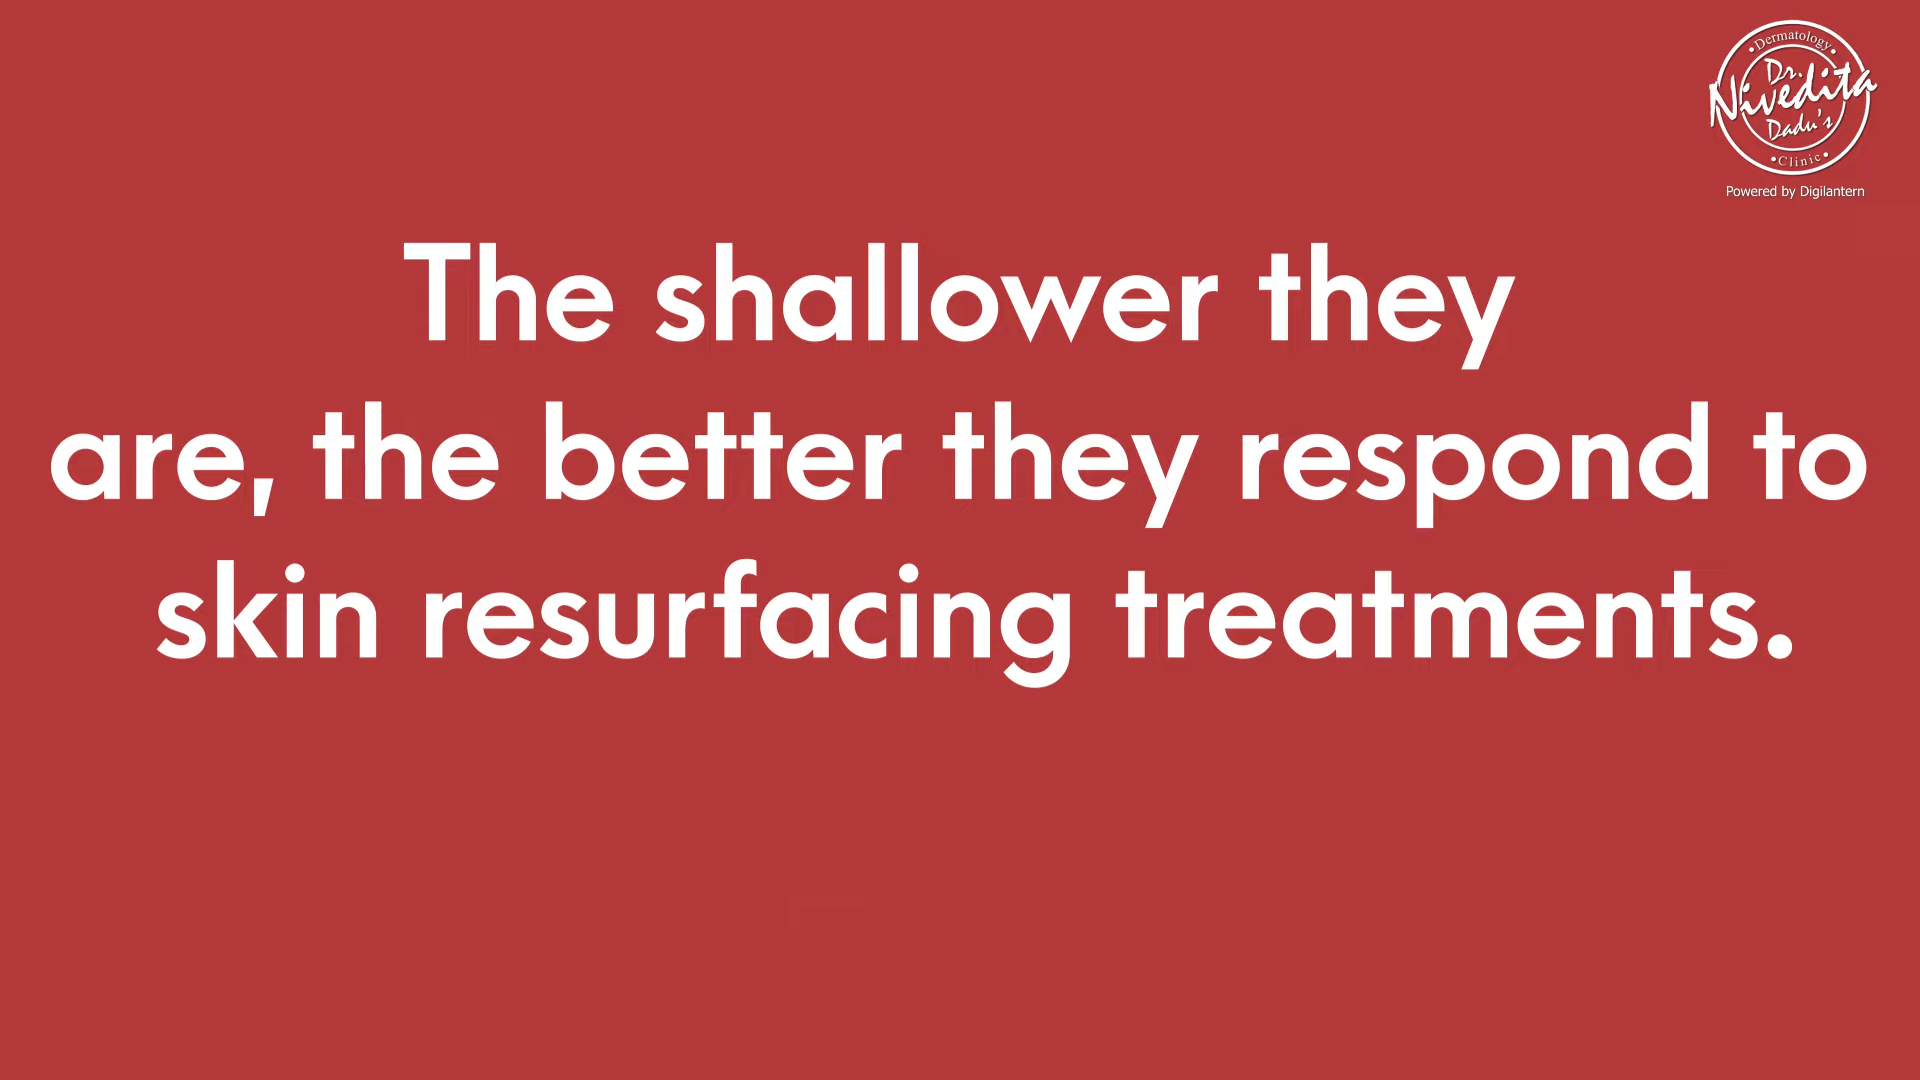 •Dermatology•
Dr.
Nivedita
Dadu's
•Clinic•
Powered by Digilantern
The shallower they
are, the better they respond to
skin resurfacing treatments.